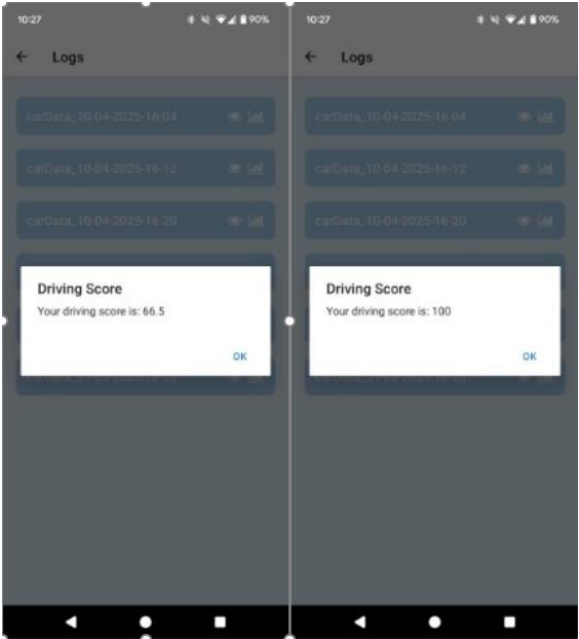 10:27 90%
Logs
carData_10-04-2025-16-04
carData_10-04-2025-16-12
carData_10-04-2025-16-20
Driving Score
Your driving score is: 66.5
OK
10:27 90%
Logs
carData_10-04-2025-16-04
carData_10-04-2025-16-12
carData_10-04-2025-16-20
Driving Score
Your driving score is: 100
OK